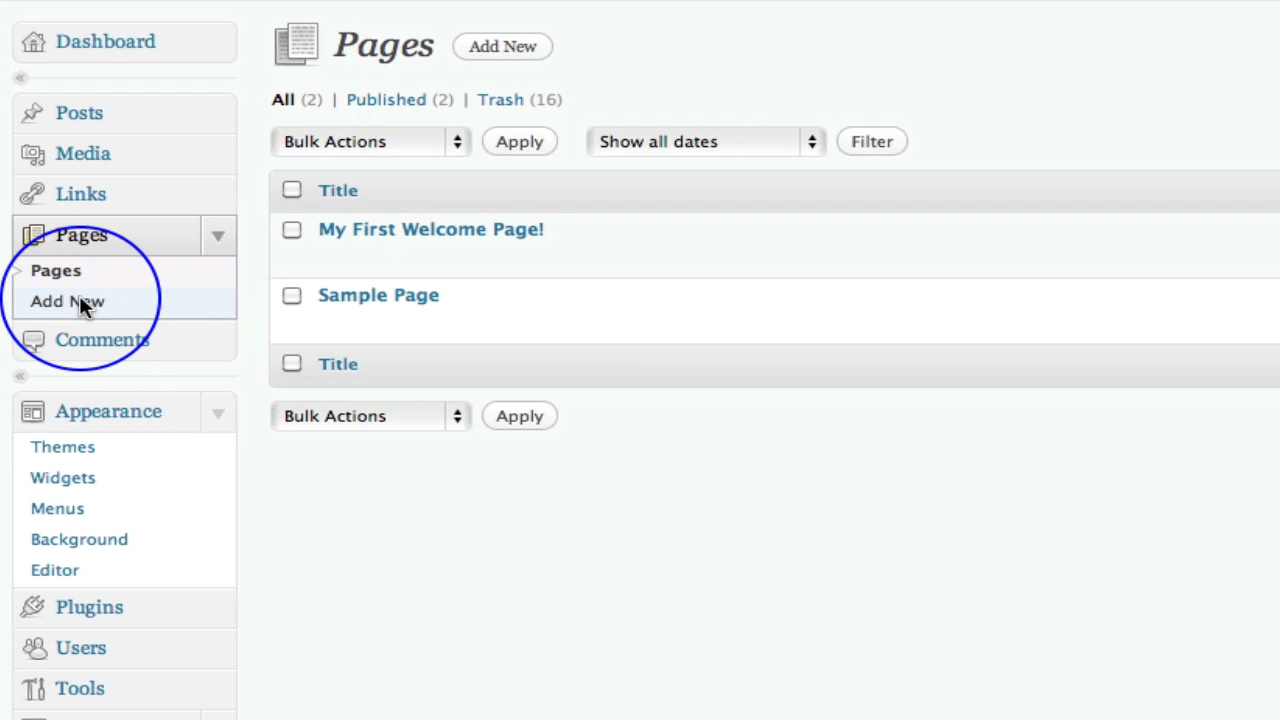 Dashboard
Posts
Media
Links
Pages
Pages
Add New
Comments
Appearance
Themes
Widgets
Menus
Background
Editor
Plugins
Users
Tools
Pages Add New
All (2) | Published (2) | Trash (16)
Bulk Actions Apply Show all dates Filter
Title
My First Welcome Page!
Sample Page
Title
Bulk Actions Apply